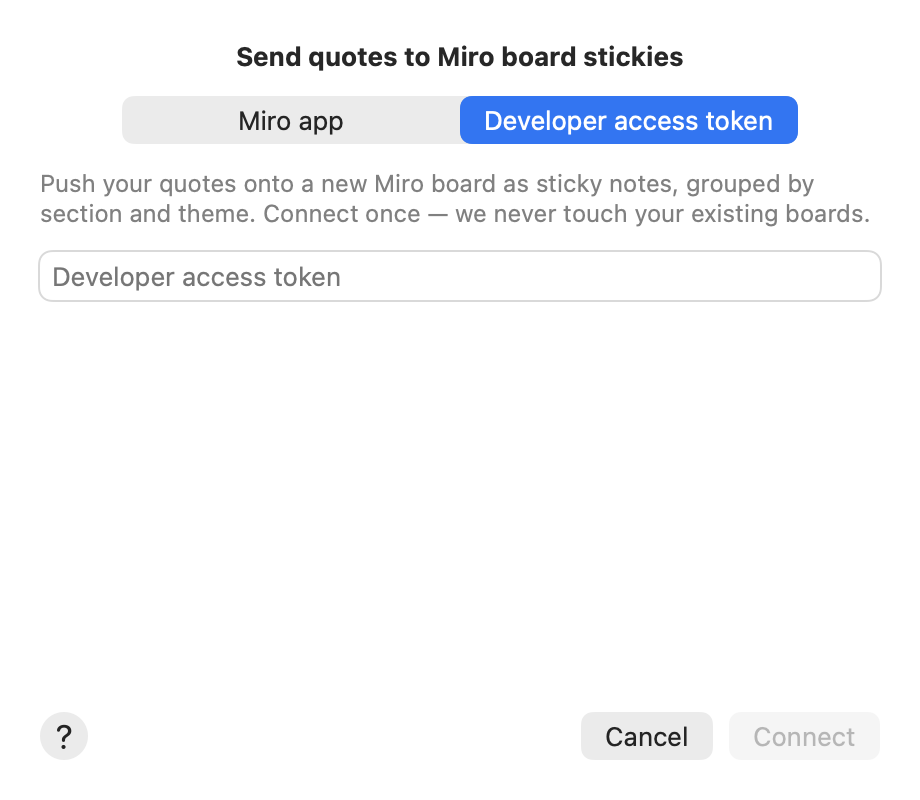 Send quotes to Miro board stickies
Miro app
Developer access token
Push your quotes onto a new Miro board as sticky notes, grouped by
section and theme. Connect once — we never touch your existing boards.
Developer access token
?
Cancel
Connect